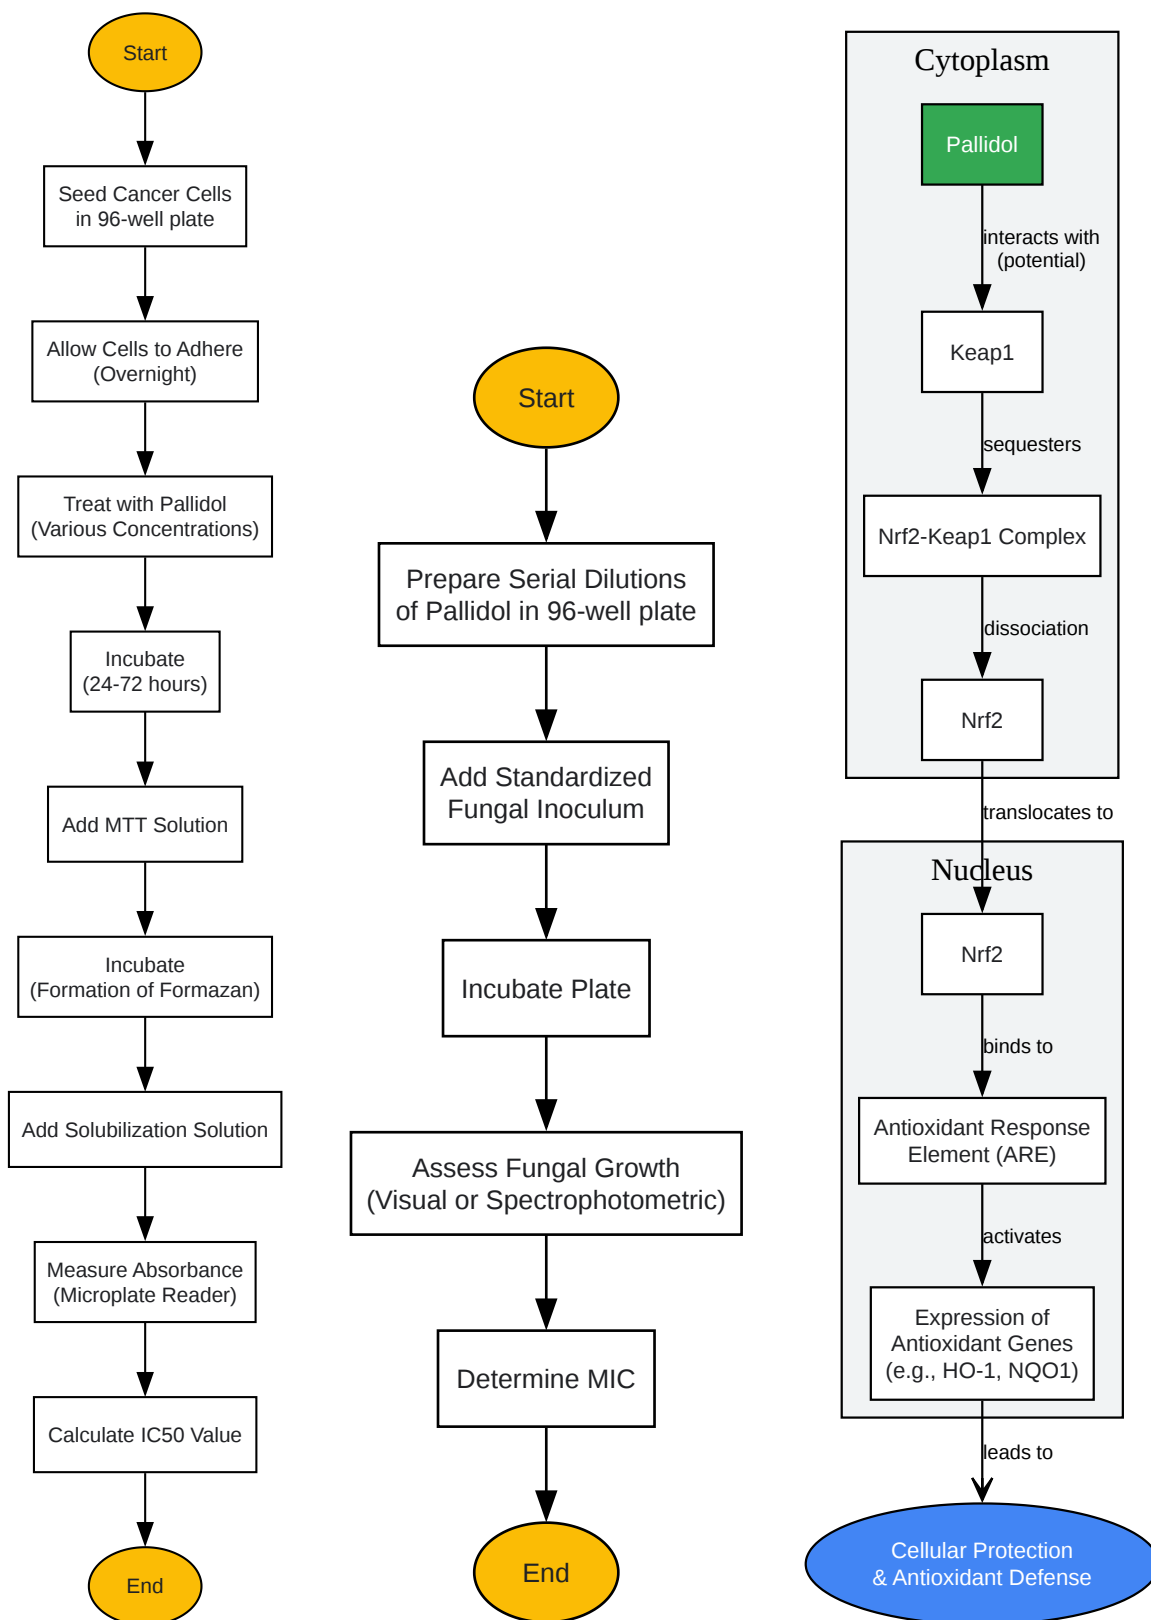 Start
Seed Cancer Cells
in 96-well plate
Allow Cells to Adhere
(Overnight)
Treat with Pallidol
(Various Concentrations)
Incubate
(24-72 hours)
Add MTT Solution
Incubate
(Formation of Formazan)
Add Solubilization Solution
Measure Absorbance
(Microplate Reader)
Calculate IC50 Value
End
Start
Prepare Serial Dilutions
of Pallidol in 96-well plate
Add Standardized
Fungal Inoculum
Incubate Plate
Assess Fungal Growth
(Visual or Spectrophotometric)
Determine MIC
End
Cytoplasm
Pallidol
interacts with
(potential)
Keap1
sequesters
Nrf2-Keap1 Complex
dissociation
Nrf2
translocates to
Nucleus
Nrf2
binds to
Antioxidant Response
Element (ARE)
activates
Expression of
Antioxidant Genes
(e.g., HO-1, NQO1)
leads to
Cellular Protection
& Antioxidant Defense